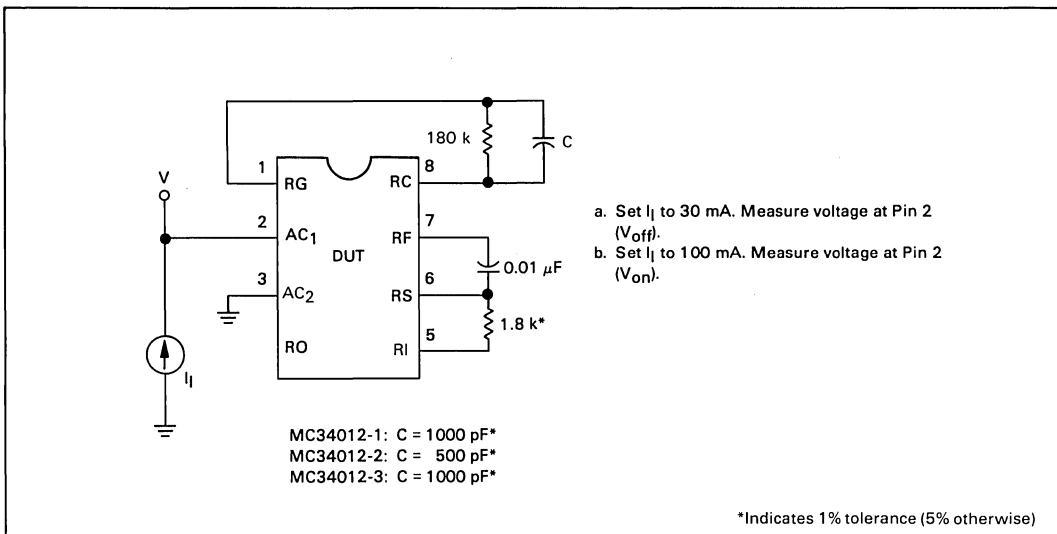 180 k
C
1
8
RG
RC
V
7
2
RF
AC1
DUT
0.01 μF
3
6
AC2
RS
1.8 k*
5
RO
RI
II
a. Set II to 30 mA. Measure voltage at Pin 2
(Voff).
b. Set II to 100 mA. Measure voltage at Pin 2
(Von).
MC34012-1: C = 1000 pF*
MC34012-2: C = 500 pF*
MC34012-3: C = 1000 pF*
*Indicates 1% tolerance (5% otherwise)